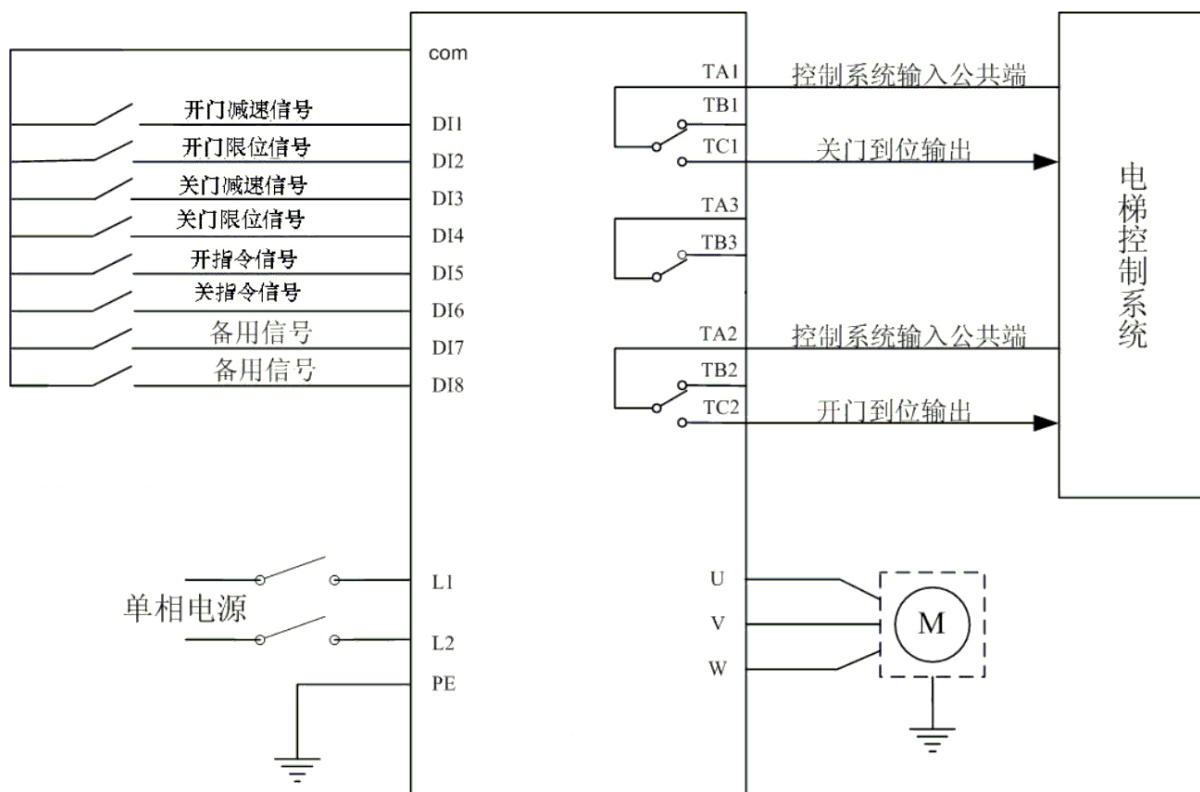 com
开门减速信号
DI1
开门限位信号
DI2
关门减速信号
DI3
关门限位信号
DI4
开指令信号
DI5
关指令信号
DI6
备用信号
DI7
备用信号
DI8
TA1
控制系统输入公共端
TB1
TC1
关门到位输出
TA3
TB3
TA2
控制系统输入公共端
TB2
TC2
开门到位输出
电梯控制系统
单相电源
L1
L2
PE
U
V
W
M